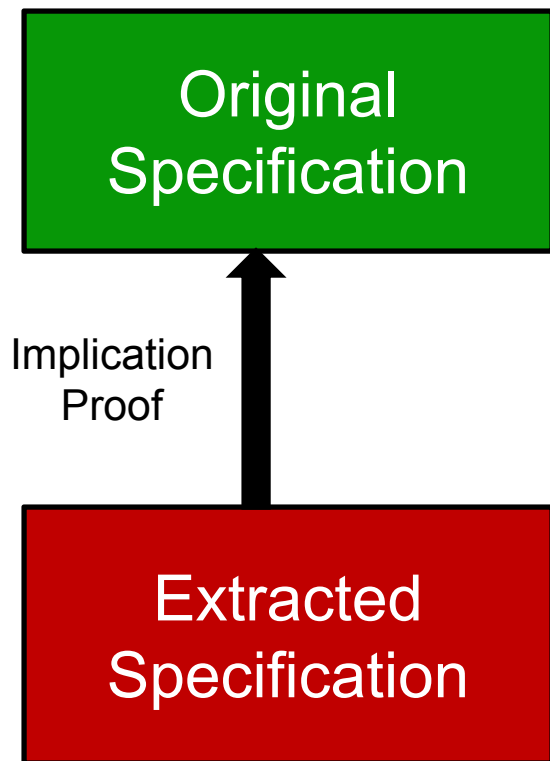 Original
Specification
Implication
Proof
Extracted
Specification